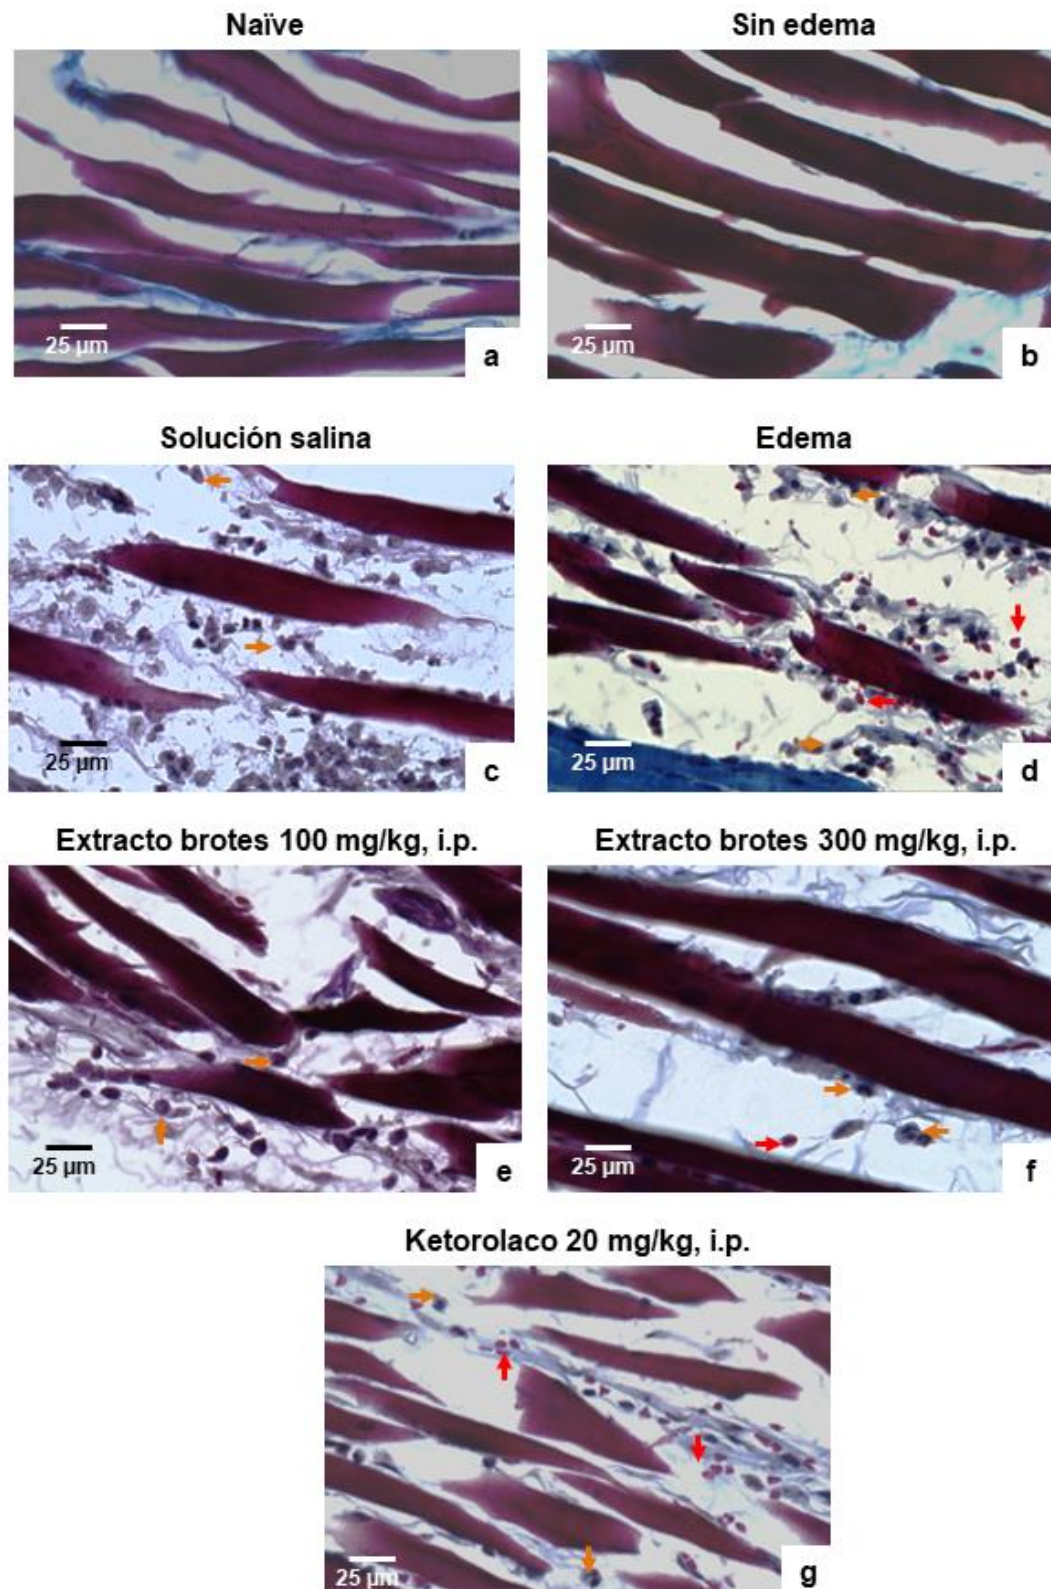 Naïve
Sin edema
25 µm
a
25 µm
b
Solución salina
Edema
25 µm
c
25 µm
d
Extracto brotes 100 mg/kg, i.p.
Extracto brotes 300 mg/kg, i.p.
25 µm
e
25 µm
f
Ketorolaco 20 mg/kg, i.p.
25 µm
g